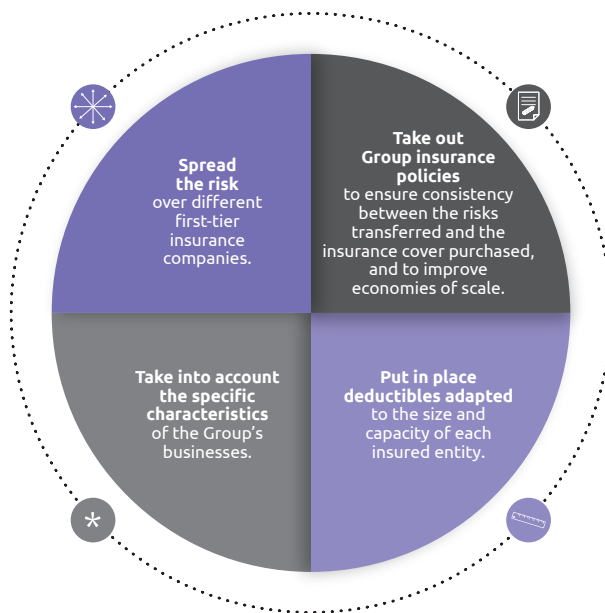 Spread
the risk
over different
first-tier
insurance
companies.
Take out
Group insurance
policies
to ensure consistency
between the risks
transferred and the
insurance cover purchased,
and to improve
economies of scale.
Take into account
the specific
characteristics
of the Group’s
businesses.
Put in place
deductibles adapted
to the size and
capacity of each
insured entity.